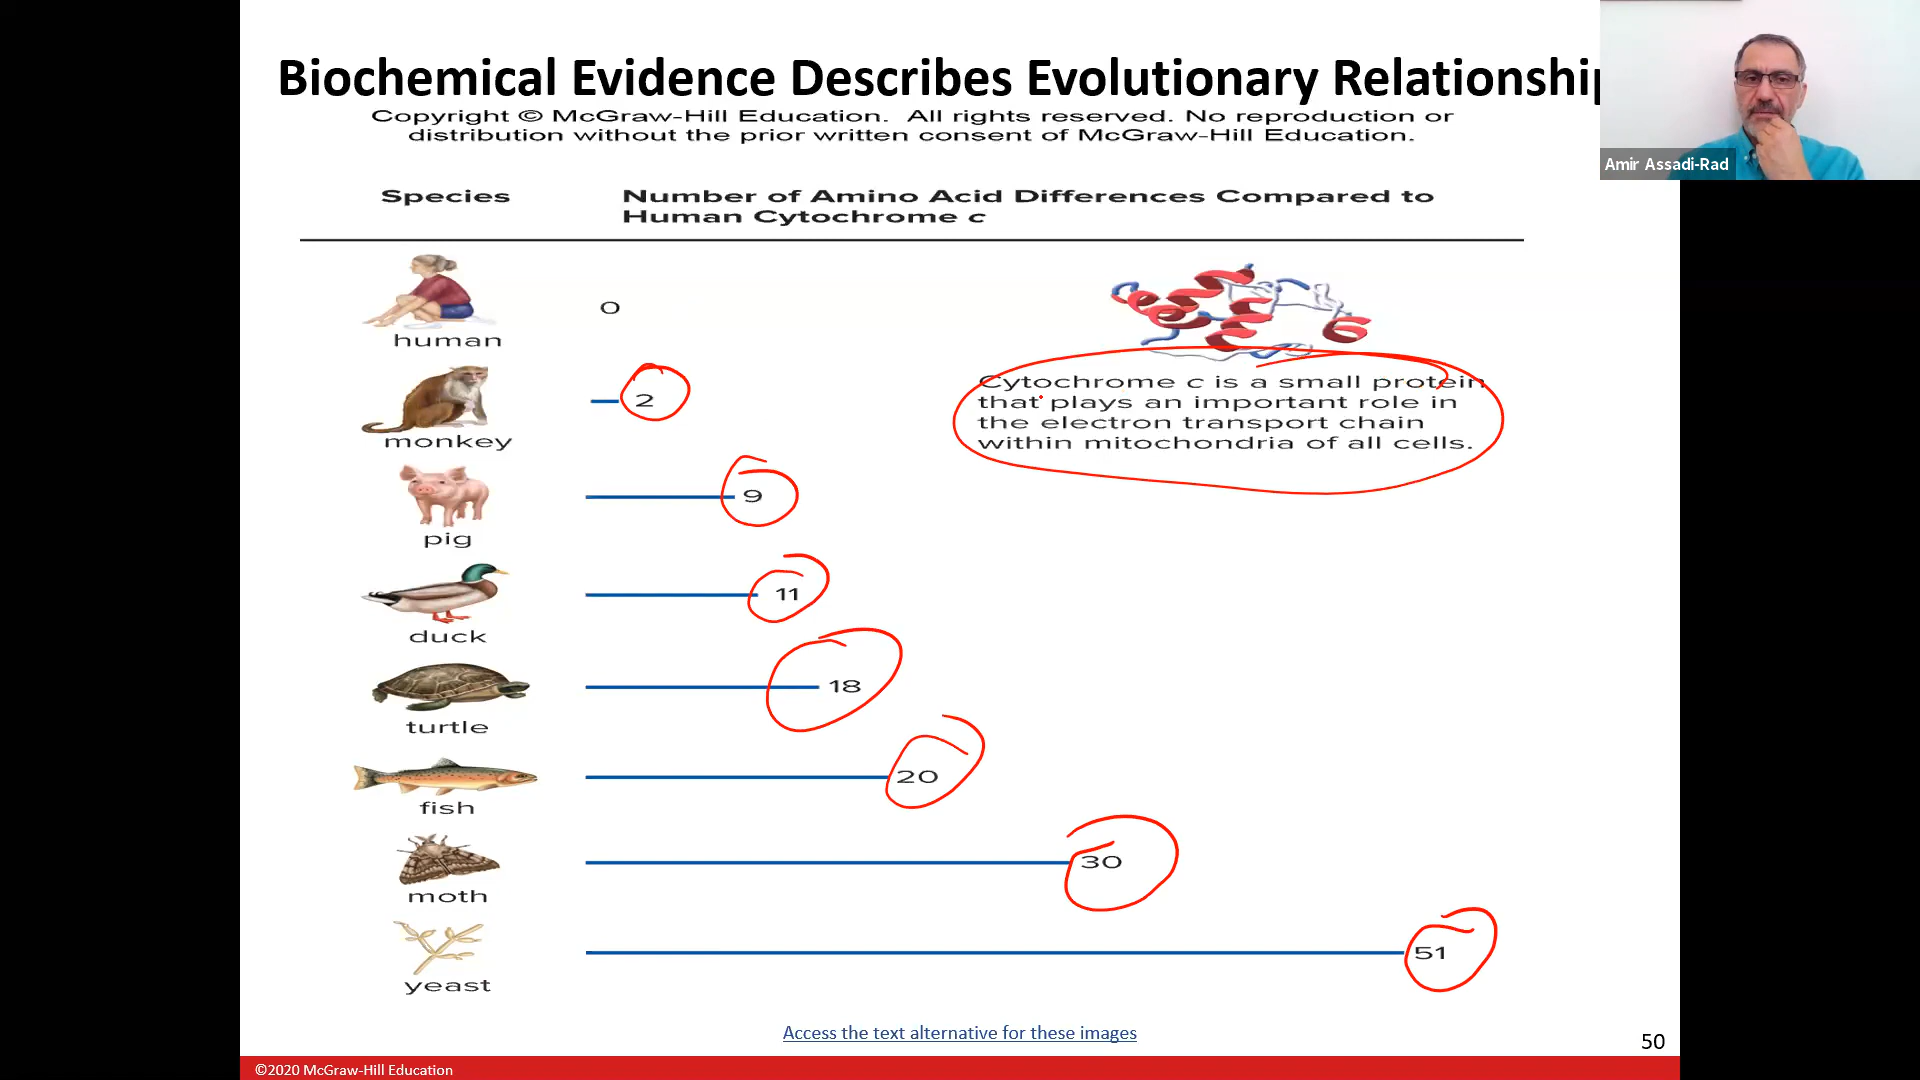 Biochemical Evidence Describes Evolutionary Relationship
Copyright © McGraw-Hill Education. All rights reserved. No reproduction or
distribution without the prior written consent of McGraw-Hill Education.
Amir Assadi-Rad
Species
Number of Amino Acid Differences Compared to
Human Cytochrome c
human
0
Cytochrome c is a small protein
that plays an important role in
the electron transport chain
within mitochondria of all cells.
monkey
2
pig
9
duck
11
turtle
18
fish
20
moth
30
yeast
51
Access the text alternative for these images
50
©2020 McGraw-Hill Education